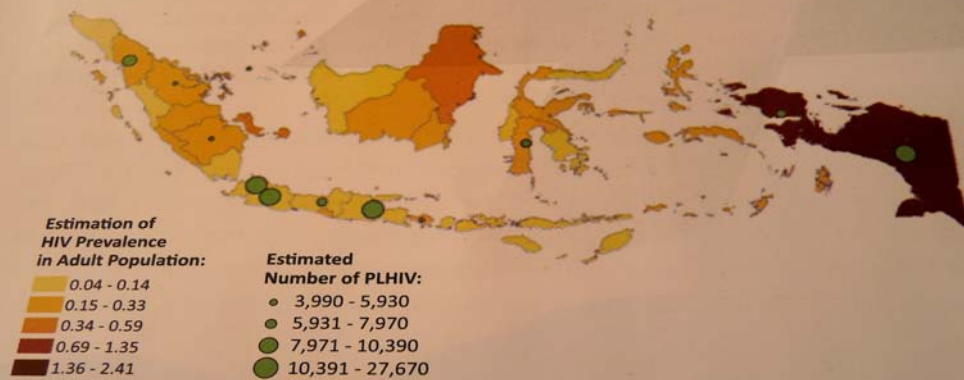 Estimation of
HIV Prevalence
in Adult Population:
0.04 - 0.14
0.15 - 0.33
0.34 - 0.59
0.69 - 1.35
1.36 - 2.41
Estimated
Number of PLHIV:
3,990 - 5,930
5,931 - 7,970
7,971 - 10,390
10,391 - 27,670